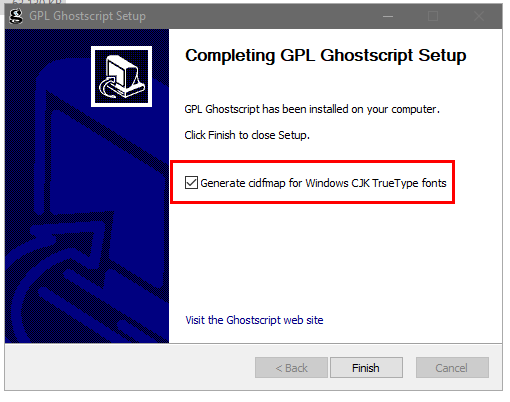 GPL Ghostscript Setup
Completing GPL Ghostscript Setup
GPL Ghostscript has been installed on your computer.
Click Finish to close Setup.
Generate cidfmap for Windows CJK TrueType fonts
Visit the Ghostscript web site
< Back
Finish
Cancel